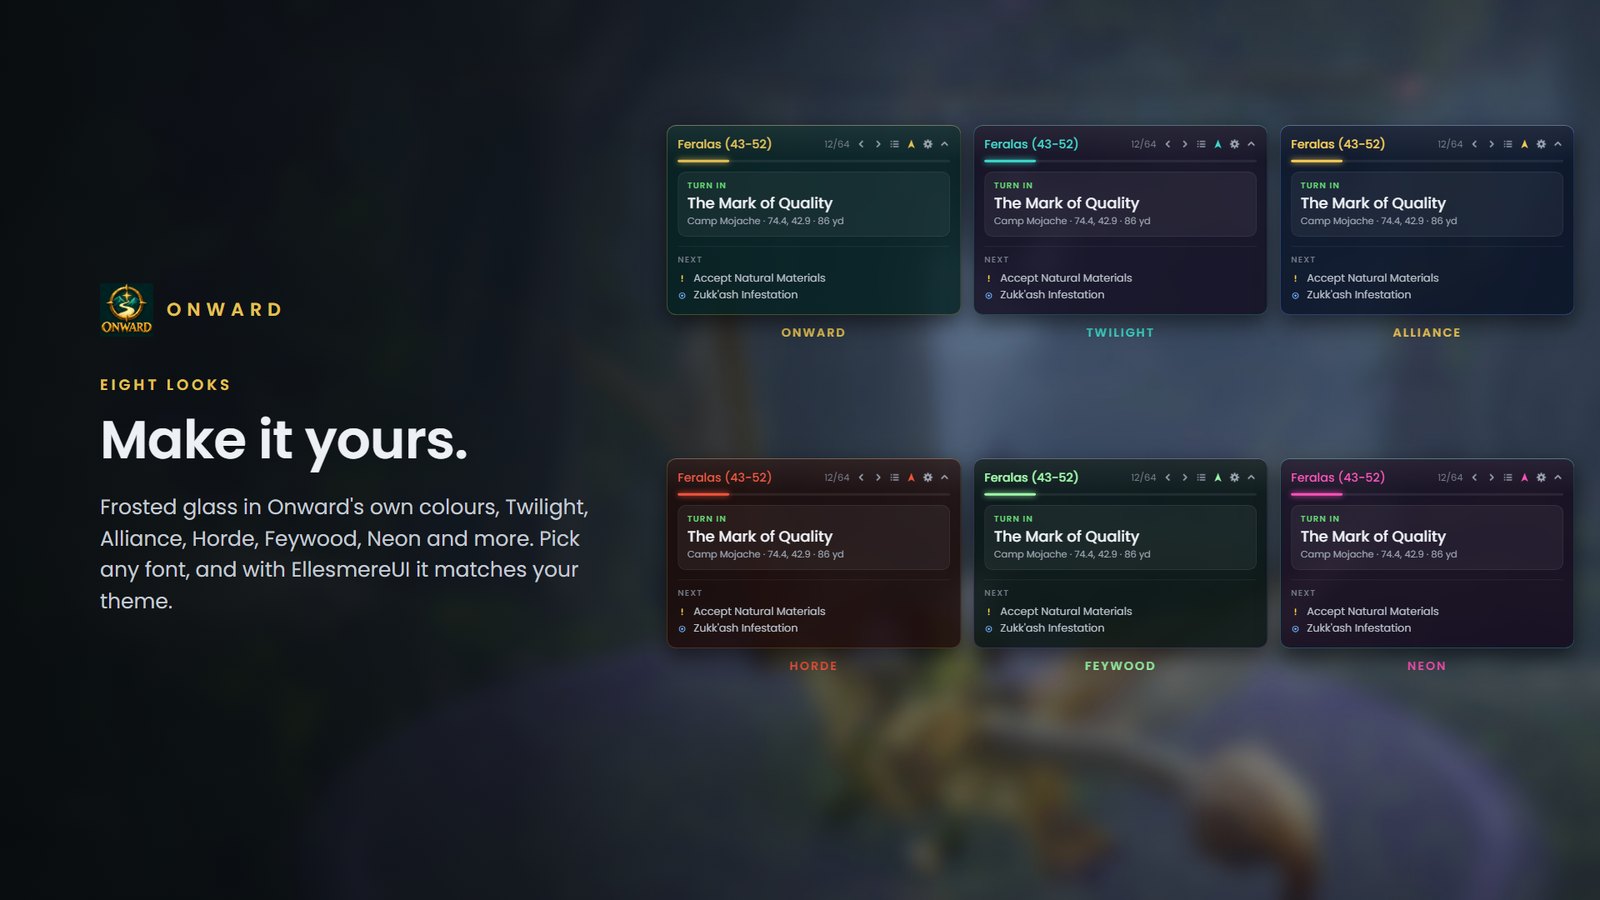 ONWARD
ONWARD
EIGHT LOOKS
Make it yours.
Frosted glass in Onward's own colours, Twilight,
Alliance, Horde, Feywood, Neon and more. Pick
any font, and with EllesmereUI it matches your
theme.
Feralas (43-52) 12/64
TURN IN
The Mark of Quality
Camp Mojache · 74.4, 42.9 · 86 yd
NEXT
! Accept Natural Materials
Zukk'ash Infestation
ONWARD
Feralas (43-52) 12/64
TURN IN
The Mark of Quality
Camp Mojache · 74.4, 42.9 · 86 yd
NEXT
! Accept Natural Materials
Zukk'ash Infestation
TWILIGHT
Feralas (43-52) 12/64
TURN IN
The Mark of Quality
Camp Mojache · 74.4, 42.9 · 86 yd
NEXT
! Accept Natural Materials
Zukk'ash Infestation
ALLIANCE
Feralas (43-52) 12/64
TURN IN
The Mark of Quality
Camp Mojache · 74.4, 42.9 · 86 yd
NEXT
! Accept Natural Materials
Zukk'ash Infestation
HORDE
Feralas (43-52) 12/64
TURN IN
The Mark of Quality
Camp Mojache · 74.4, 42.9 · 86 yd
NEXT
! Accept Natural Materials
Zukk'ash Infestation
FEYWOOD
Feralas (43-52) 12/64
TURN IN
The Mark of Quality
Camp Mojache · 74.4, 42.9 · 86 yd
NEXT
! Accept Natural Materials
Zukk'ash Infestation
NEON